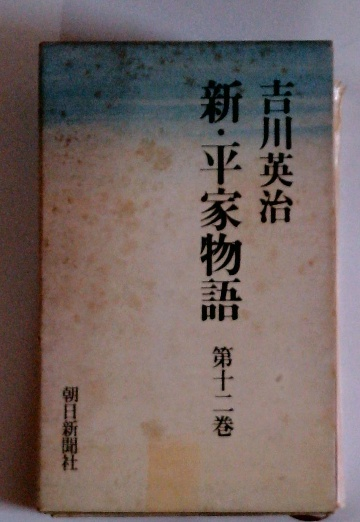 吉川英治
新・平家物語
第十二巻
朝日新聞社